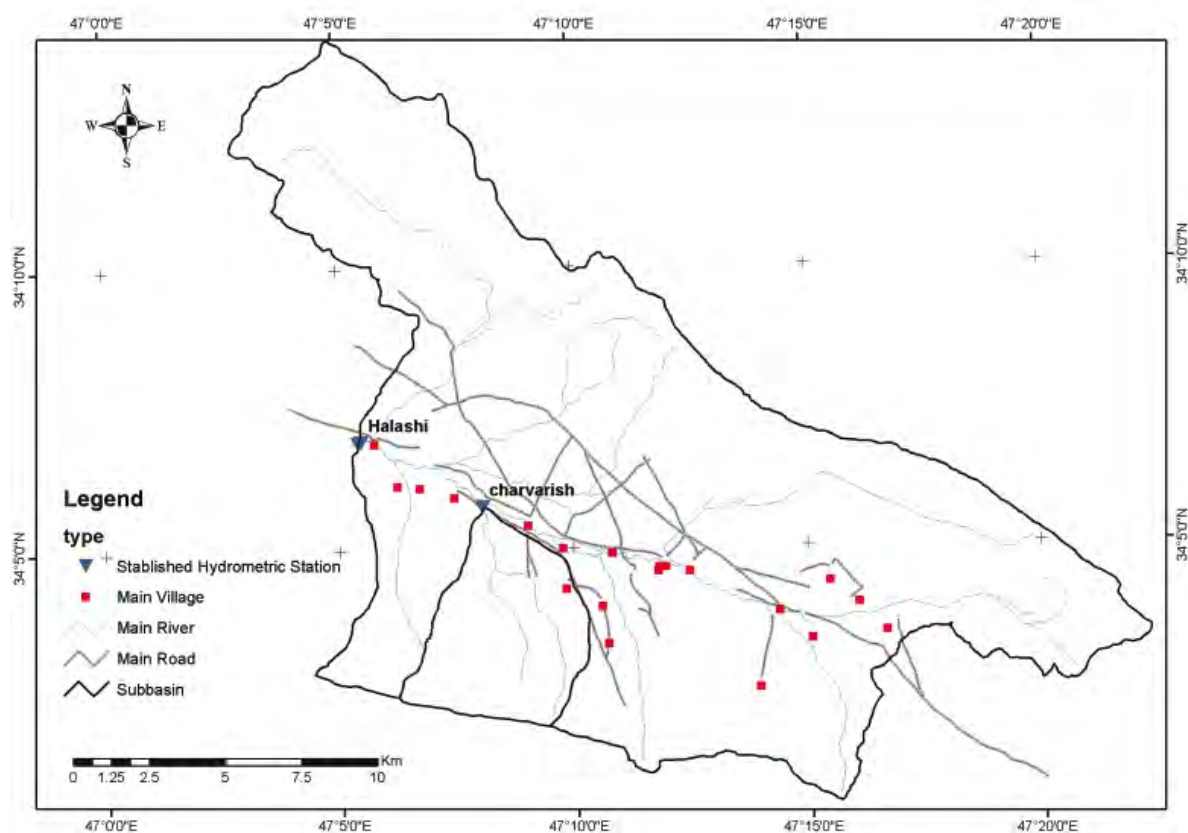 47°0'0"E 47°5'0"E 47°10'0"E 47°15'0"E 47°20'0"E
N
W E
S
34°10'0"N 34°10'0"N
Halashi
charvarish
34°5'0"N 34°5'0"N
Legend
type
Stablished Hydrometric Station
Main Village
Main River
Main Road
Subbasin
Km
0 1.25 2.5 5 7.5 10
47°0'0"E 47°5'0"E 47°10'0"E 47°15'0"E 47°20'0"E